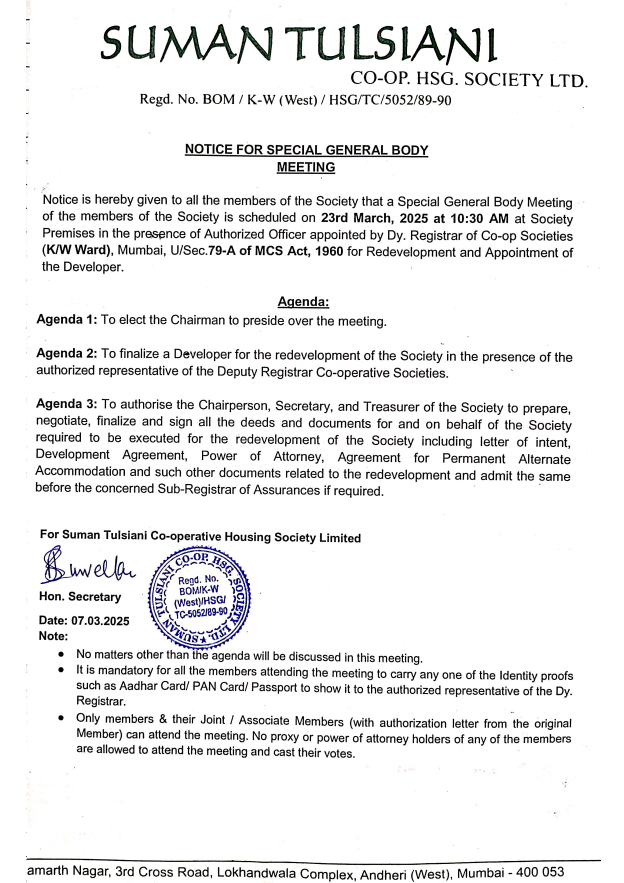 SUMAN TULSIANI
CO-OP. HSG. SOCIETY LTD.
Regd. No. BOM / K-W (West) / HSG/TC/5052/89-90
NOTICE FOR SPECIAL GENERAL BODY
MEETING
Notice is hereby given to all the members of the Society that a Special General Body Meeting
of the members of the Society is scheduled on 23rd March, 2025 at 10:30 AM at Society
Premises in the presence of Authorized Officer appointed by Dy. Registrar of Co-op Societies
(K/W Ward), Mumbai, U/Sec.79-A of MCS Act, 1960 for Redevelopment and Appointment of
the Developer.
Agenda:
Agenda 1: To elect the Chairman to preside over the meeting.
Agenda 2: To finalize a Developer for the redevelopment of the Society in the presence of the
authorized representative of the Deputy Registrar Co-operative Societies.
Agenda 3: To authorise the Chairperson, Secretary, and Treasurer of the Society to prepare,
negotiate, finalize and sign all the deeds and documents for and on behalf of the Society
required to be executed for the redevelopment of the Society including letter of intent,
Development Agreement, Power of Attorney, Agreement for Permanent Alternate
Accommodation and such other documents related to the redevelopment and admit the same
before the concerned Sub-Registrar of Assurances if required.
For Suman Tulsiani Co-operative Housing Society Limited
SUMAN TULSIANI CO-OP. HSG. SOCIETY LTD.
Regd. No.
BOM/K-W
(West)/HSG/
TC-5052/89-90
Hon. Secretary
Date: 07.03.2025
Note:
• No matters other than the agenda will be discussed in this meeting.
• It is mandatory for all the members attending the meeting to carry any one of the Identity proofs
such as Aadhar Card/ PAN Card/ Passport to show it to the authorized representative of the Dy.
Registrar.
• Only members & their Joint / Associate Members (with authorization letter from the original
Member) can attend the meeting. No proxy or power of attorney holders of any of the members
are allowed to attend the meeting and cast their votes.
amarth Nagar, 3rd Cross Road, Lokhandwala Complex, Andheri (West), Mumbai - 400 053